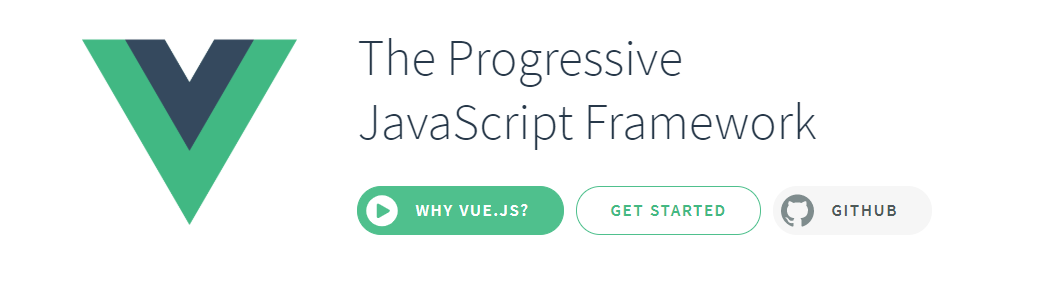 The Progressive
JavaScript Framework
WHY VUE.JS?
GET STARTED
GITHUB